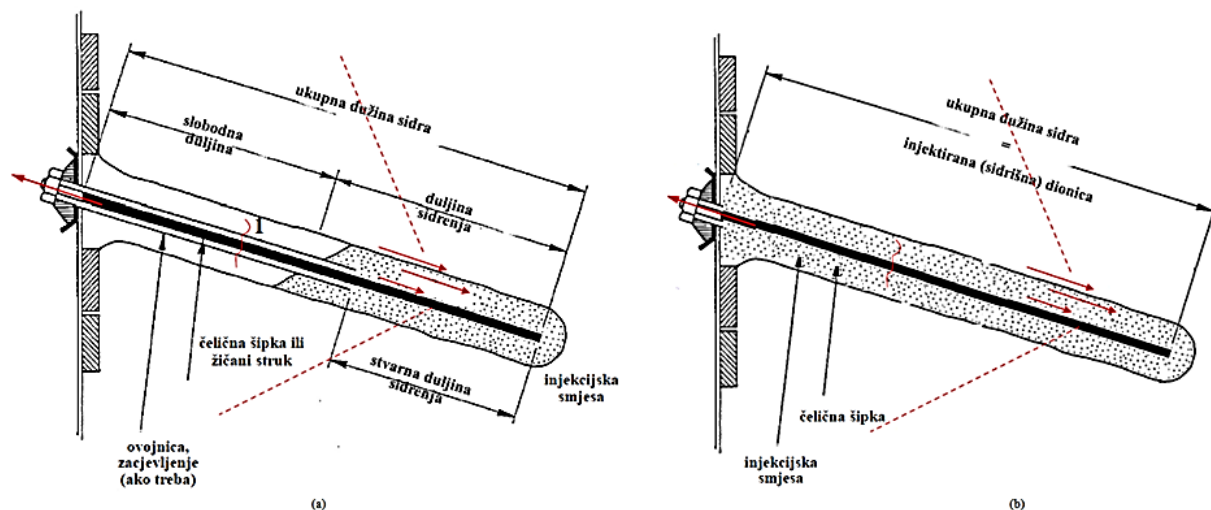 ukupna dužina sidra
slobodna
duljina
duljina
sidrenja
1
čelična šipka ili
žičani struk
stvarna duljina
sidrenja
injekcijska
smjesa
ovojnica,
zacjevljenje
(ako treba)
(a)
ukupna dužina sidra
=
injektirana (sidrišna) dionica
čelična šipka
injekcijska
smjesa
(b)